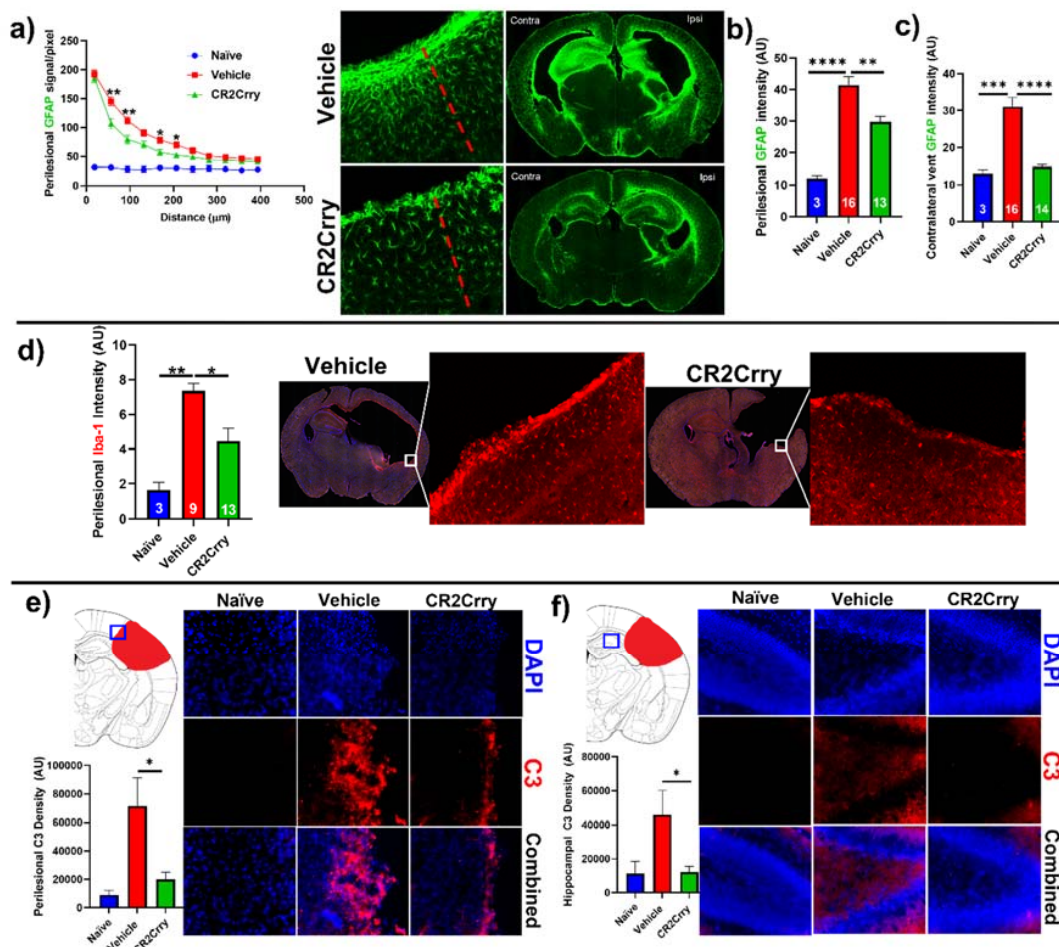 a)
Perilesional GFAP signal/pixel
250
200
150
100
50
0
0 100 200 300 400 500
Distance (µm)
Naïve
Vehicle
CR2Crry
**
**
*
*
Vehicle
CR2Crry
Contra
Ipsi
Contra
Ipsi
b)
Perilesional GFAP intensity (AU)
50
40
30
20
10
0
**** **
3 16 13
Naïve Vehicle CR2Crry
c)
Contralateral vent GFAP intensity (AU)
40
30
20
10
0
*** ****
3 16 14
Naïve Vehicle CR2Crry
d)
Perilesional Iba-1 Intensity (AU)
10
8
6
4
2
0
** *
3 9 13
Naïve Vehicle CR2Crry
Vehicle
CR2Crry
e)
Naïve Vehicle CR2Crry
DAPI
C3
Combined
Perilesional C3 Density (AU)
100000
80000
60000
40000
20000
0
*
Naïve Vehicle CR2Crry
f)
Naïve Vehicle CR2Crry
DAPI
C3
Combined
Hippocampal C3 Density (AU)
80000
60000
40000
20000
0
*
Naïve Vehicle CR2Crry